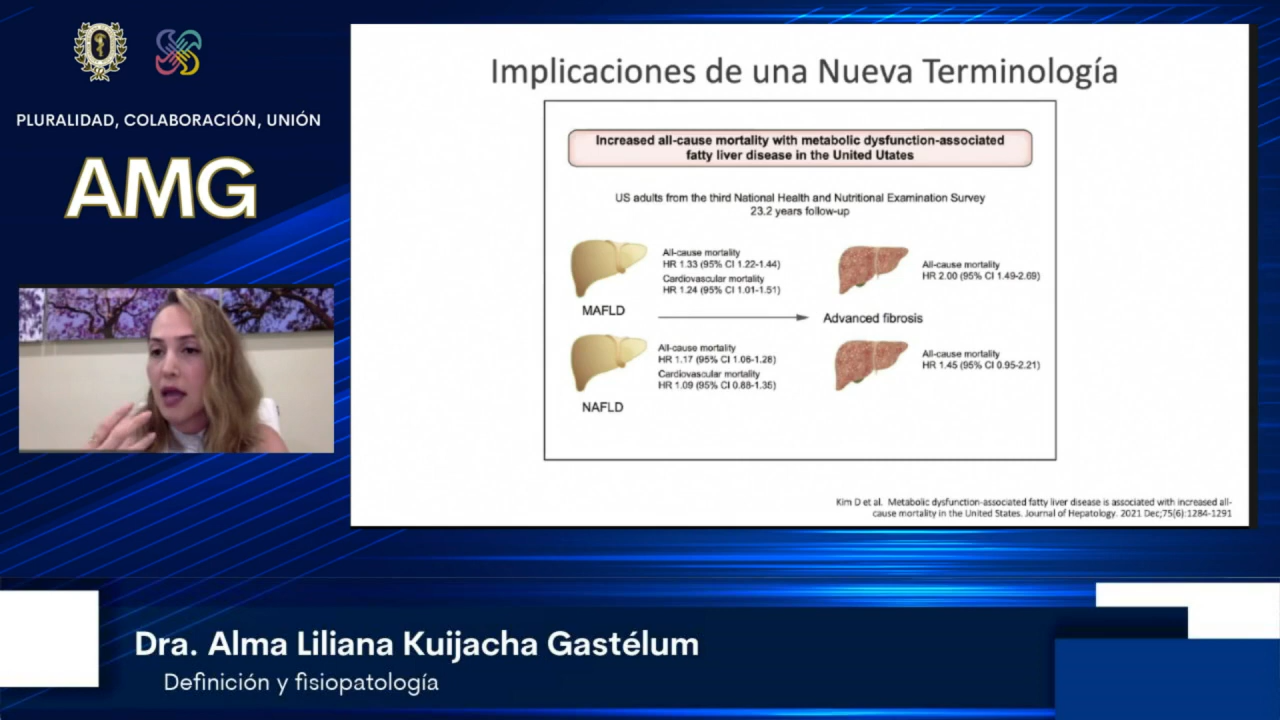 PLURALIDAD, COLABORACIÓN, UNIÓN
AMG
Implicaciones de una Nueva Terminología
Increased all-cause mortality with metabolic dysfunction-associated
fatty liver disease in the United Utates
US adults from the third National Health and Nutritional Examination Survey
23.2 years follow-up
All-cause mortality
HR 1.33 (95% CI 1.22-1.44)
Cardiovascular mortality
HR 1.24 (95% CI 1.01-1.51)
MAFLD
All-cause mortality
HR 2.00 (95% CI 1.49-2.69)
Advanced fibrosis
All-cause mortality
HR 1.17 (95% CI 1.06-1.28)
Cardiovascular mortality
HR 1.09 (95% CI 0.88-1.35)
NAFLD
All-cause mortality
HR 1.45 (95% CI 0.95-2.21)
Kim D et al. Metabolic dysfunction-associated fatty liver disease is associated with increased all-
cause mortality in the United States. Journal of Hepatology. 2021 Dec;75(6):1284-1291
Dra. Alma Liliana Kuijacha Gastélum
Definición y fisiopatología